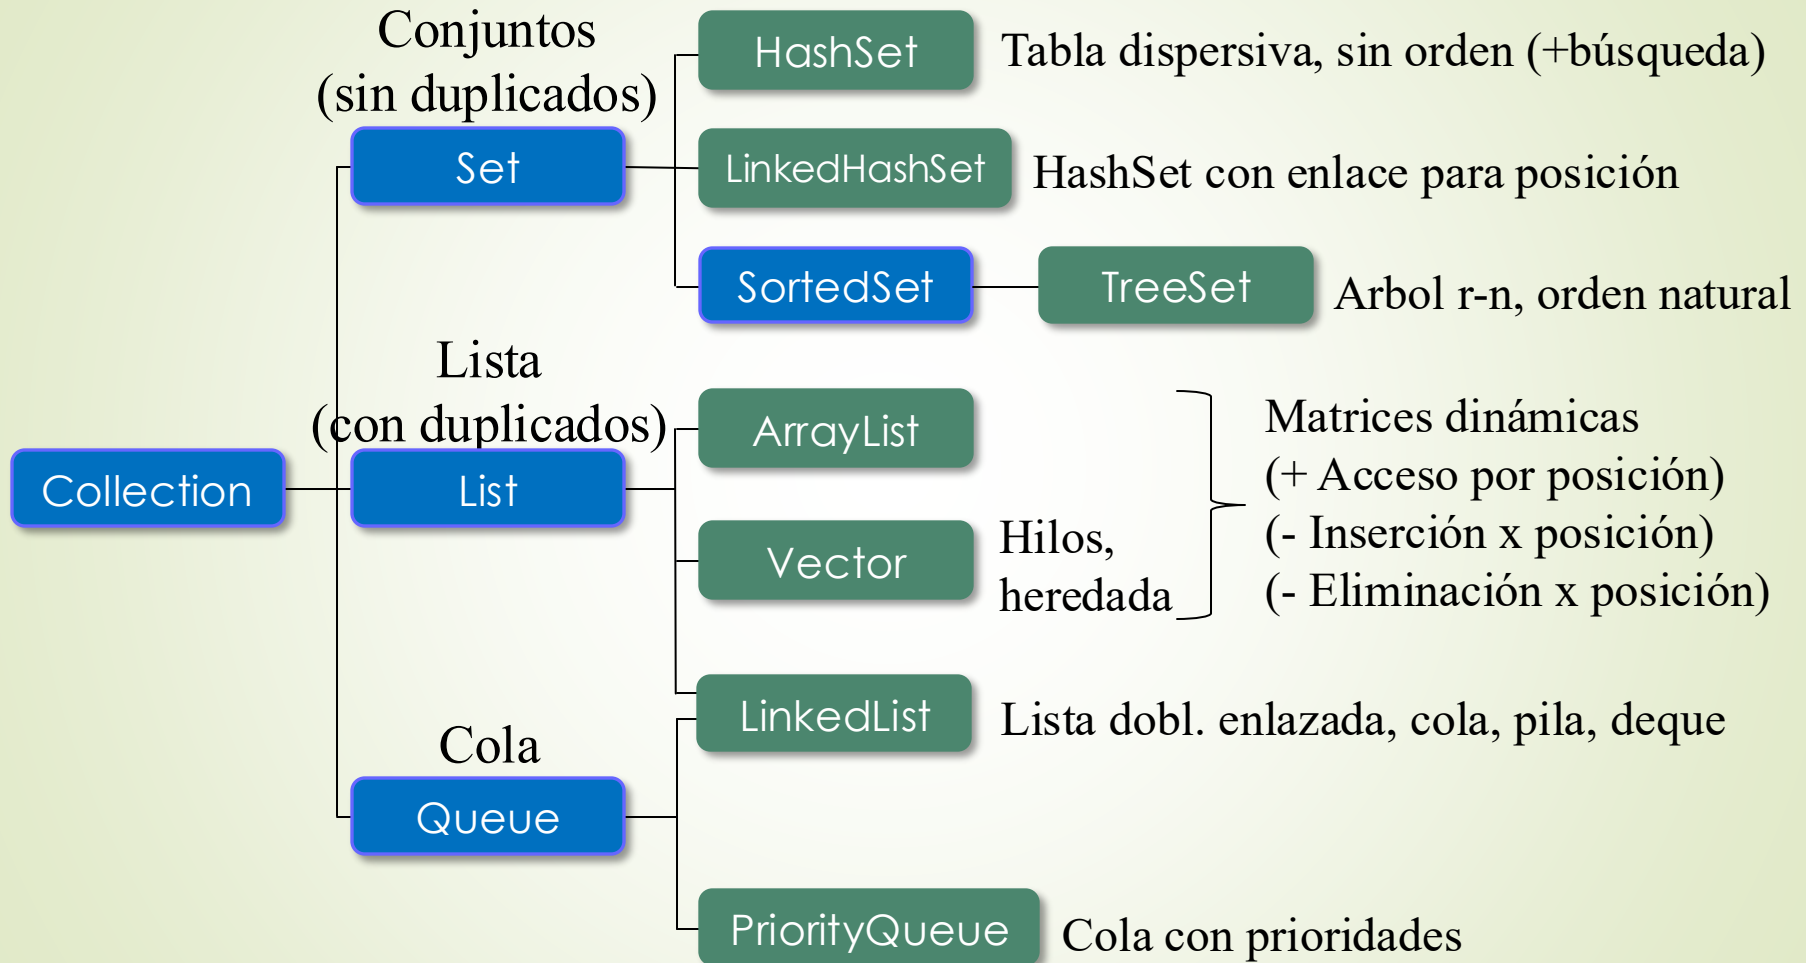 Conjuntos
(sin duplicados)
HashSet
Tabla dispersiva, sin orden (+búsqueda)
Set
LinkedHashSet
HashSet con enlace para posición
SortedSet
TreeSet
Arbol r-n, orden natural
Lista
(con duplicados)
ArrayList
Matrices dinámicas
(+ Acceso por posición)
(- Inserción x posición)
(- Eliminación x posición)
Collection
List
Vector
Hilos,
heredada
LinkedList
Lista dobl. enlazada, cola, pila, deque
Cola
Queue
PriorityQueue
Cola con prioridades